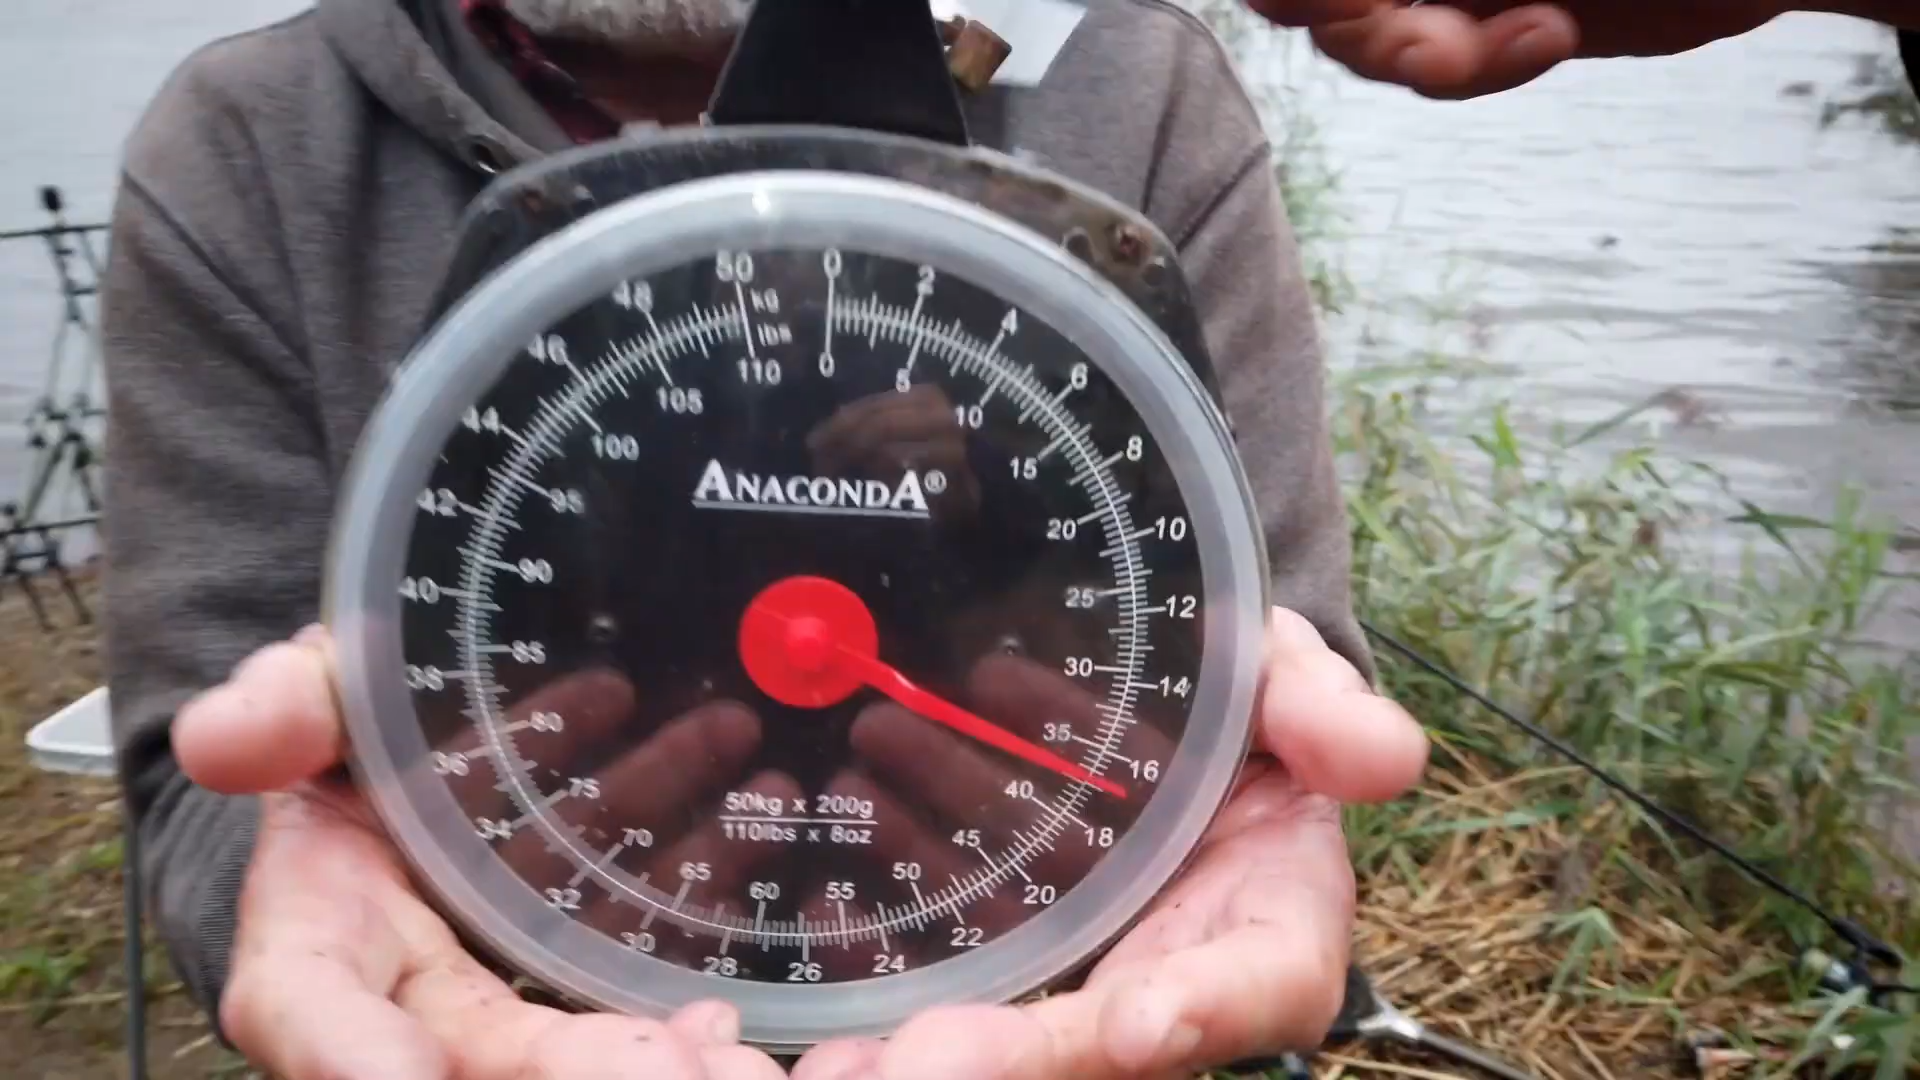 50 0 2
48 kg 4
46 lbs 6
110 0 5
105 10
44 8
100 15
ANACONDA®
42 95 20 10
40 90 25 12
38 85 30 14
36 80 35 16
34 75 40 18
50kg x 200g
110lbs x 8oz
32 70 65 60 55 50 45 20
30 28 26 24 22